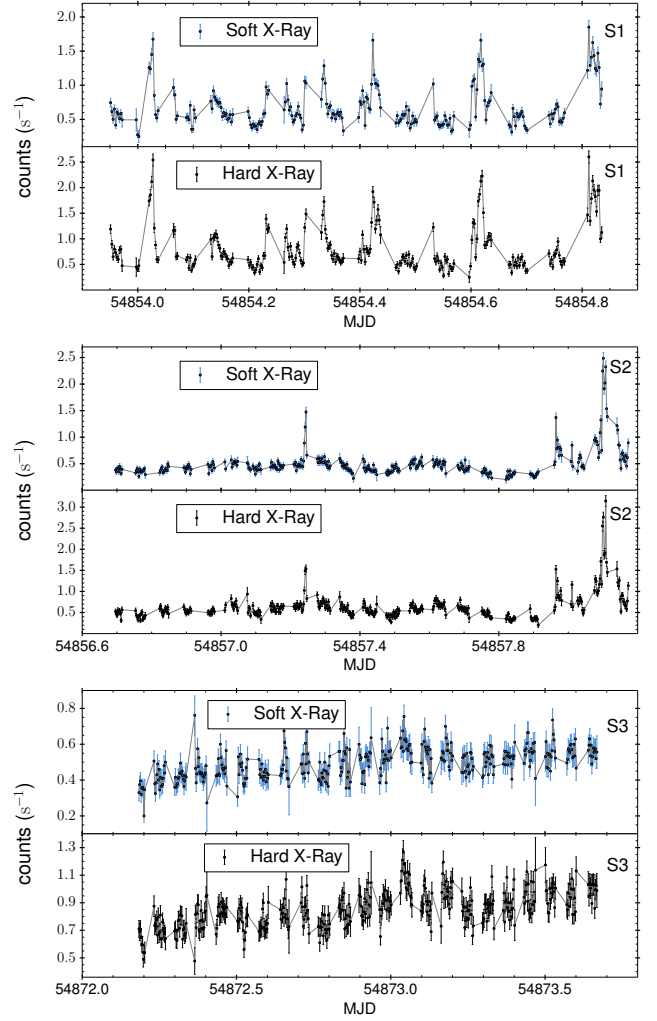 2.0
1.5
1.0
0.5
Soft X-Ray
S1
2.5
2.0
1.5
1.0
0.5
Hard X-Ray
S1
counts (s⁻¹)
54854.0 54854.2 54854.4 54854.6 54854.8
MJD
2.5
2.0
1.5
1.0
0.5
Soft X-Ray
S2
3.0
2.5
2.0
1.5
1.0
0.5
Hard X-Ray
S2
counts (s⁻¹)
54856.6 54857.0 54857.4 54857.8
MJD
0.8
0.6
0.4
0.2
Soft X-Ray
S3
1.3
1.1
0.9
0.7
0.5
Hard X-Ray
S3
counts (s⁻¹)
54872.0 54872.5 54873.0 54873.5
MJD